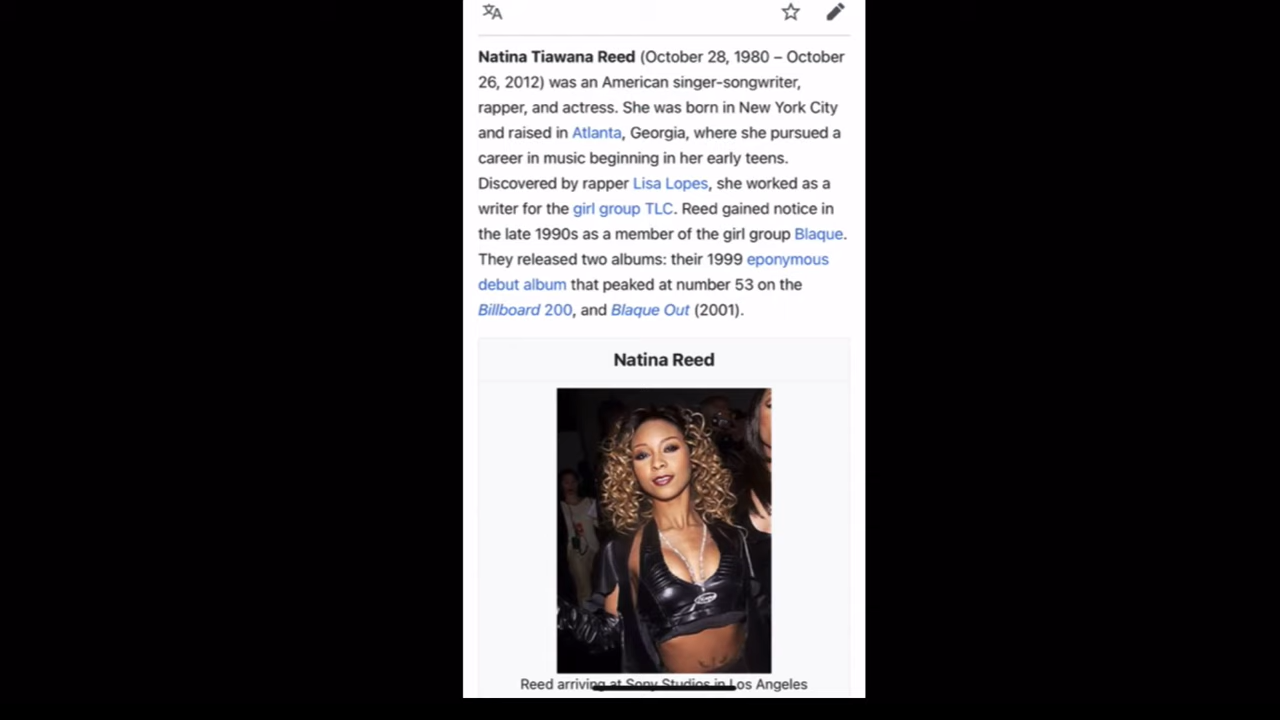 Natina Tiawana Reed (October 28, 1980 – October
26, 2012) was an American singer-songwriter,
rapper, and actress. She was born in New York City
and raised in Atlanta, Georgia, where she pursued a
career in music beginning in her early teens.
Discovered by rapper Lisa Lopes, she worked as a
writer for the girl group TLC. Reed gained notice in
the late 1990s as a member of the girl group Blaque.
They released two albums: their 1999 eponymous
debut album that peaked at number 53 on the
Billboard 200, and Blaque Out (2001).
Natina Reed
Reed arriving at Sony Studios in Los Angeles